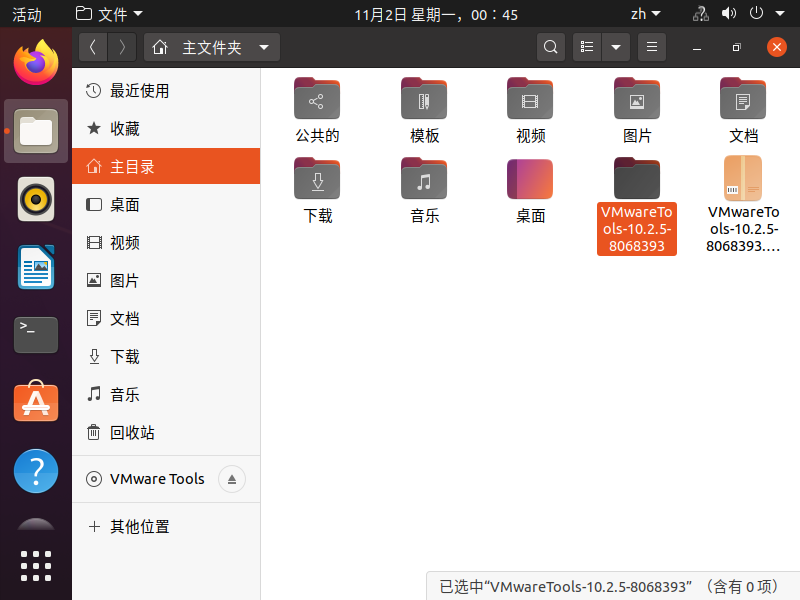 活动
文件
11月2日 星期一，00：45
zh
主文件夹
最近使用
收藏
主目录
桌面
视频
图片
文档
下载
音乐
回收站
VMware Tools
其他位置
公共的
模板
视频
图片
文档
下载
音乐
桌面
VMwareTo
ols-10.2.5-
8068393
VMwareTo
ols-10.2.5-
8068393.…
已选中“VMwareTools-10.2.5-8068393” （含有 0 项）